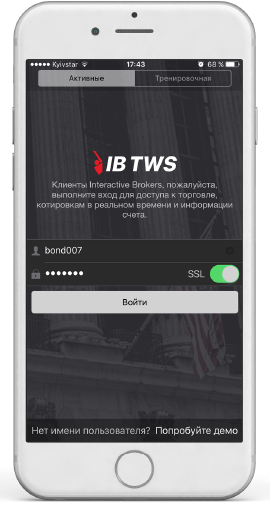 Kyivstar 17:43 68 %
Активные Тренировочная
IB TWS
Клиенты Interactive Brokers, пожалуйста,
выполните вход для доступа к торговле,
котировкам в реальном времени и информации
счета.
bond007
••••••• SSL
Войти
Нет имени пользователя? Попробуйте демо